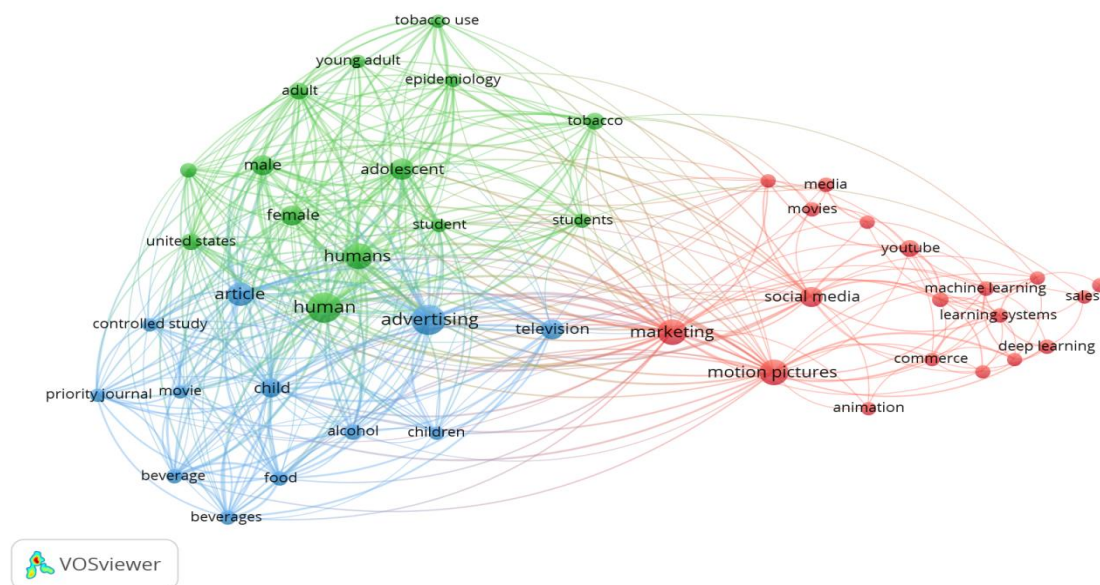 tobacco use
young adult
epidemiology
adult
tobacco
male
adolescent
media
movies
female
student
students
united states
youtube
humans
article
human
advertising
television
social media
machine learning
sales
learning systems
controlled study
marketing
deep learning
commerce
motion pictures
priority journal
movie
child
animation
alcohol
children
beverage
food
beverages
VOSviewer